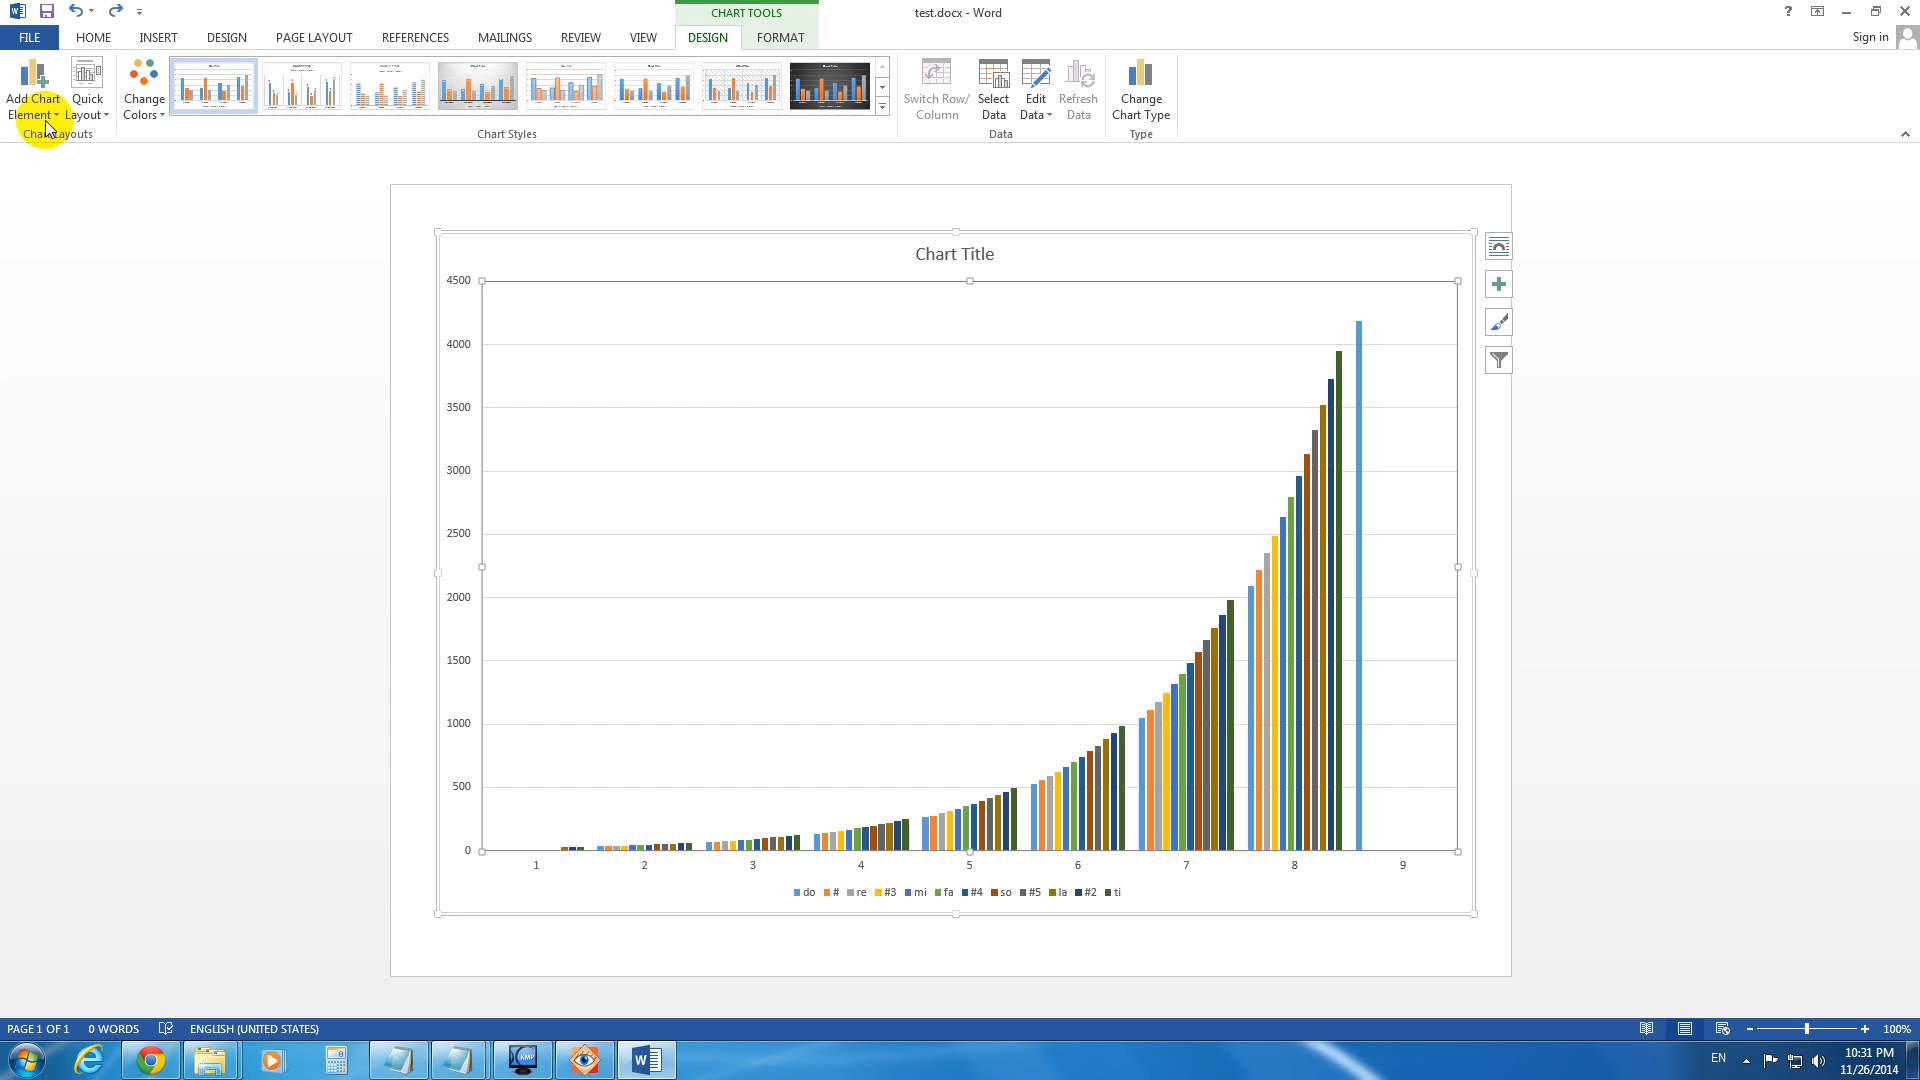 CHART TOOLS
test.docx - Word
?
FILE HOME INSERT DESIGN PAGE LAYOUT REFERENCES MAILINGS REVIEW VIEW DESIGN FORMAT
Sign in
Add Chart Element
Quick Layout
Change Colors
Switch Row/ Column
Select Data
Edit Data
Refresh Data
Change Chart Type
Chart Layouts
Chart Styles
Data
Type
Chart Title
4500
4000
3500
3000
2500
2000
1500
1000
500
0
1 2 3 4 5 6 7 8 9
do # re #3 mi fa #4 so #5 la #2 ti
PAGE 1 OF 1 0 WORDS ENGLISH (UNITED STATES)
100%
KMP
EN
10:31 PM
11/26/2014